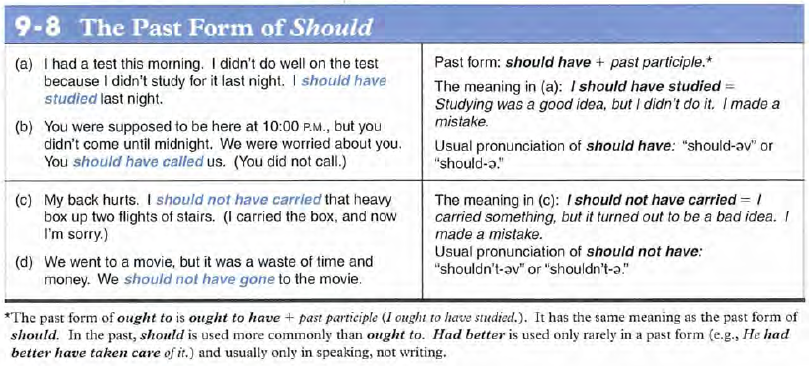 9-8 The Past Form of Should
(a) I had a test this morning. I didn't do well on the test
because I didn't study for it last night. I should have
studied last night.
(b) You were supposed to be here at 10:00 P.M., but you
didn't come until midnight. We were worried about you.
You should have called us. (You did not call.)
Past form: should have + past participle.*
The meaning in (a): I should have studied =
Studying was a good idea, but I didn't do it. I made a
mistake.
Usual pronunciation of should have: "should-əv" or
"should-ə."
(c) My back hurts. I should not have carried that heavy
box up two flights of stairs. (I carried the box, and now
I'm sorry.)
(d) We went to a movie, but it was a waste of time and
money. We should not have gone to the movie.
The meaning in (c): I should not have carried = I
carried something, but it turned out to be a bad idea. I
made a mistake.
Usual pronunciation of should not have:
"shouldn't-əv" or "shouldn't-ə."
*The past form of ought to is ought to have + past participle (I ought to have studied.). It has the same meaning as the past form of
should. In the past, should is used more commonly than ought to. Had better is used only rarely in a past form (e.g., He had
better have taken care of it.) and usually only in speaking, not writing.